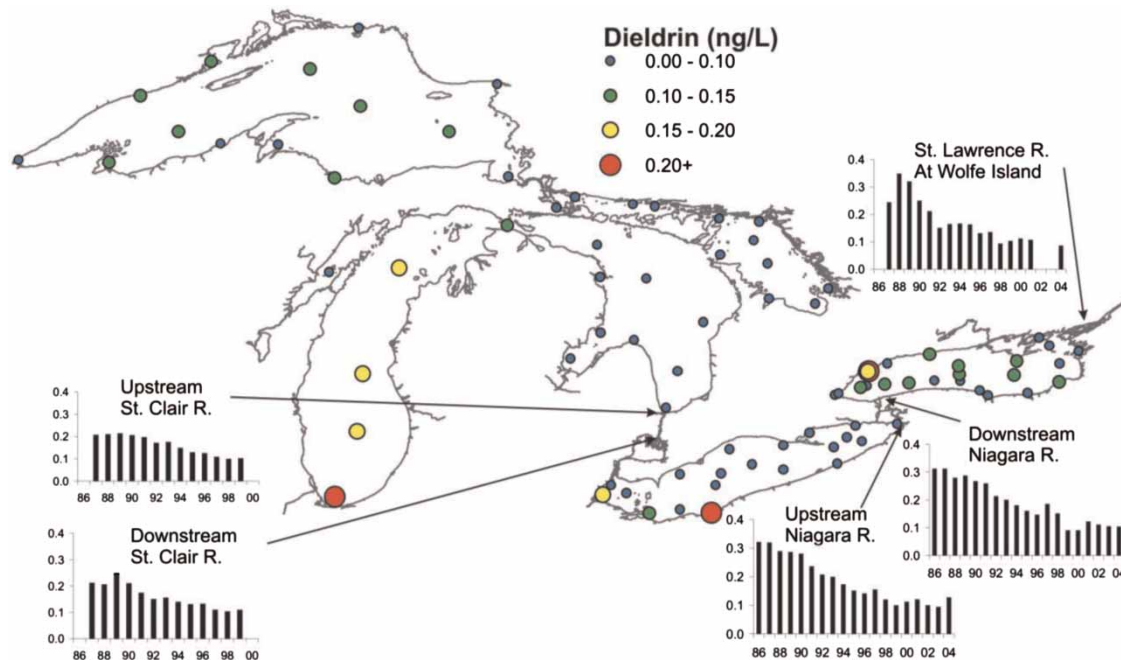 Dieldrin (ng/L)
0.00 - 0.10
0.10 - 0.15
0.15 - 0.20
0.20+
St. Lawrence R.
At Wolfe Island
0.4
0.3
0.2
0.1
0.0
86 88 90 92 94 96 98 00 02 04
Upstream
St. Clair R.
0.4
0.3
0.2
0.1
0.0
86 88 90 92 94 96 98 00
Downstream
St. Clair R.
0.4
0.3
0.2
0.1
0.0
86 88 90 92 94 96 98 00
Downstream
Niagara R.
0.4
0.3
0.2
0.1
0.0
86 88 90 92 94 96 98 00 02 04
Upstream
Niagara R.
0.4
0.3
0.2
0.1
0.0
86 88 90 92 94 96 98 00 02 04